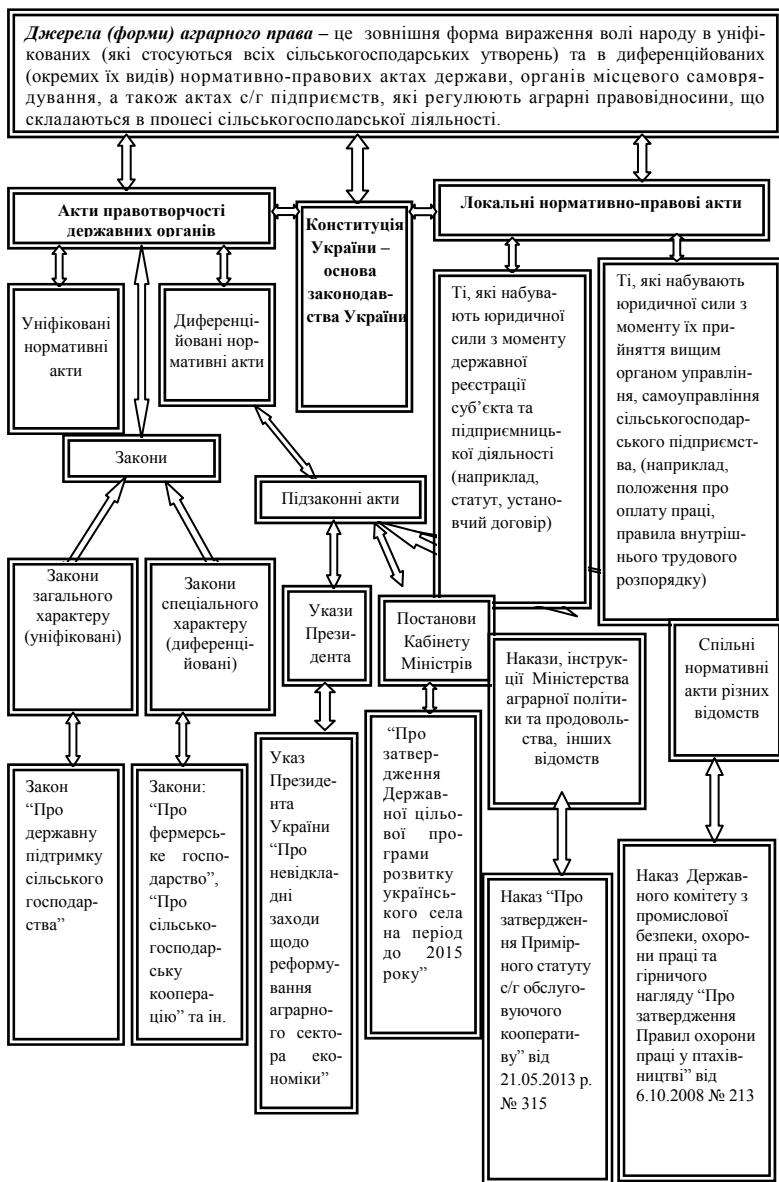 Джерела (форми) аграрного права – це зовнішня форма вираження волі народу в уніфі-
кованих (які стосуються всіх сільськогосподарських утворень) та в диференційованих
(окремих їх видів) нормативно-правових актах держави, органів місцевого самовря-
дування, а також актах с/г підприємств, які регулюють аграрні правовідносини, що
складаються в процесі сільськогосподарської діяльності.
Акти правотворчості
державних органів
Конституція
України –
основа
законодав-
ства України
Локальні нормативно-правові акти
Уніфіковані
нормативні
акти
Диференці-
йовані нор-
мативні акти
Ті, які набува-
ють юридичної
сили з моменту
державної
реєстрації
суб’єкта та
підприємниць-
кої діяльності
(наприклад,
статут, устано-
вчий договір)
Ті, які набувають
юридичної сили з
моменту їх при-
йняття вищим
органом управлін-
ня, самоуправління
сільськогосподар-
ського підприємст-
ва, (наприклад,
положення про
оплату праці,
правила внутріш-
нього трудового
розпорядку)
Закони
Підзаконні акти
Закони
загального
характеру
(уніфіковані)
Закони
спеціального
характеру
(диференці-
йовані)
Укази
Прези-
дента
Постанови
Кабінету
Міністрів
Накази, інструк-
ції Міністерства
аграрної політи-
ки та продоволь-
ства, інших
відомств
Спільні
нормативні
акти різних
відомств
Закон
“Про
державну
підтримку
сільського
господар-
ства”
Закони:
“Про
фермерсь-
ке госпо-
дарство”,
“Про
сільсько-
господар-
ську
коопера-
цію” та ін.
Указ
Президе-
нта
України
“Про
невідкла-
дні
заходи
щодо
реформу-
вання
аграрно-
го секто-
ра еко-
номіки”
“Про
затвер-
дження
Держав-
ної цільо-
вої про-
грами
розвитку
українсь-
кого села
на період
до 2015
року”
Наказ “Про
затверджен-
ня Примір-
ного статуту
с/г обслуго-
вуючого
кооперати-
ву” від
21.05.2013 р.
№ 315
Наказ Держав-
ного комітету з
промислової
безпеки, охоро-
ни праці та
гірничого
нагляду “Про
затвердження
Правил охорони
праці у птахів-
ництві” від
6.10.2008 № 213